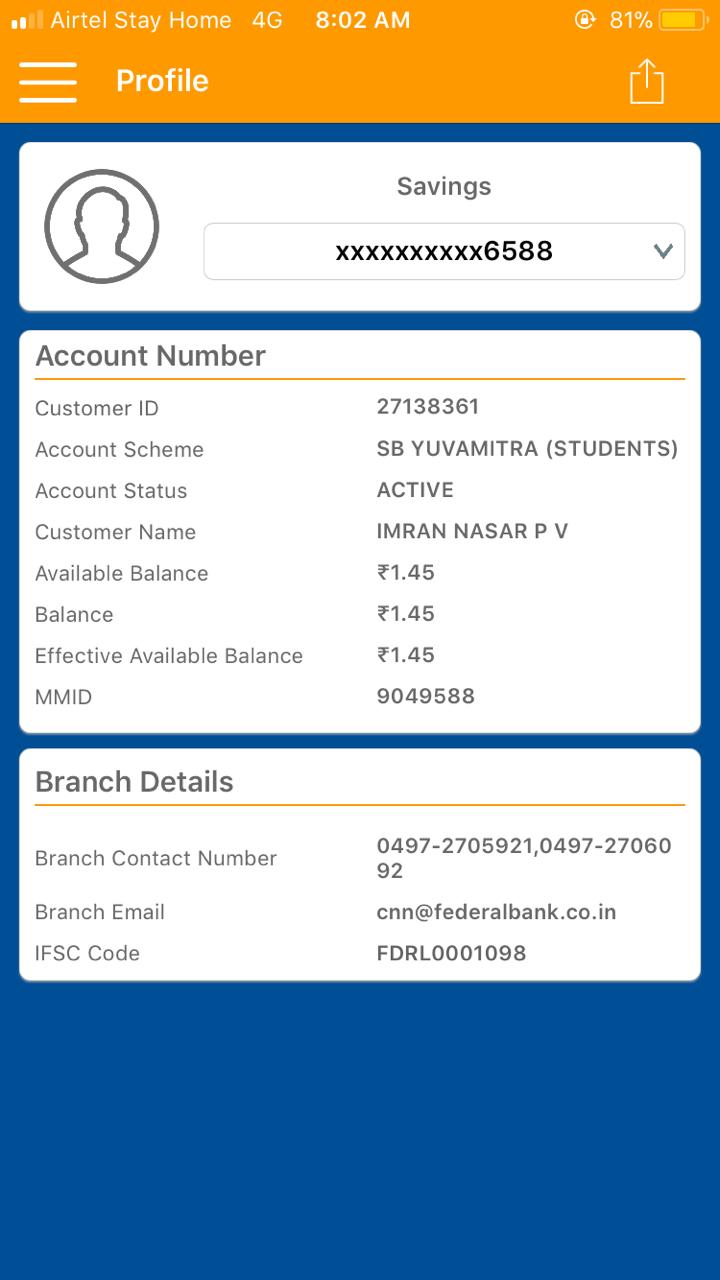 Airtel Stay Home 4G 8:02 AM 81%
Profile
Savings
xxxxxxxxxx6588
Account Number
Customer ID 27138361
Account Scheme SB YUVAMITRA (STUDENTS)
Account Status ACTIVE
Customer Name IMRAN NASAR P V
Available Balance ₹1.45
Balance ₹1.45
Effective Available Balance ₹1.45
MMID 9049588
Branch Details
Branch Contact Number 0497-2705921,0497-27060
92
Branch Email cnn@federalbank.co.in
IFSC Code FDRL0001098